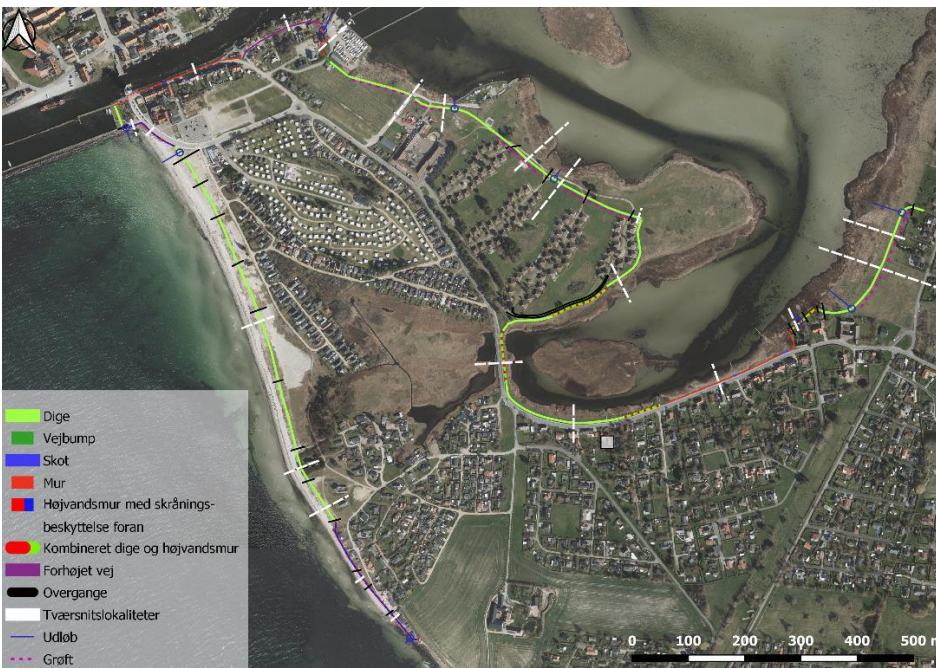 Dige
Vejbump
Skot
Mur
Højvandsmur med skrånings-
beskyttelse foran
Kombineret dige og højvandsmur
Forhøjet vej
Overgange
Tværsnitslokaliteter
Udløb
Grøft
0 100 200 300 400 500 m